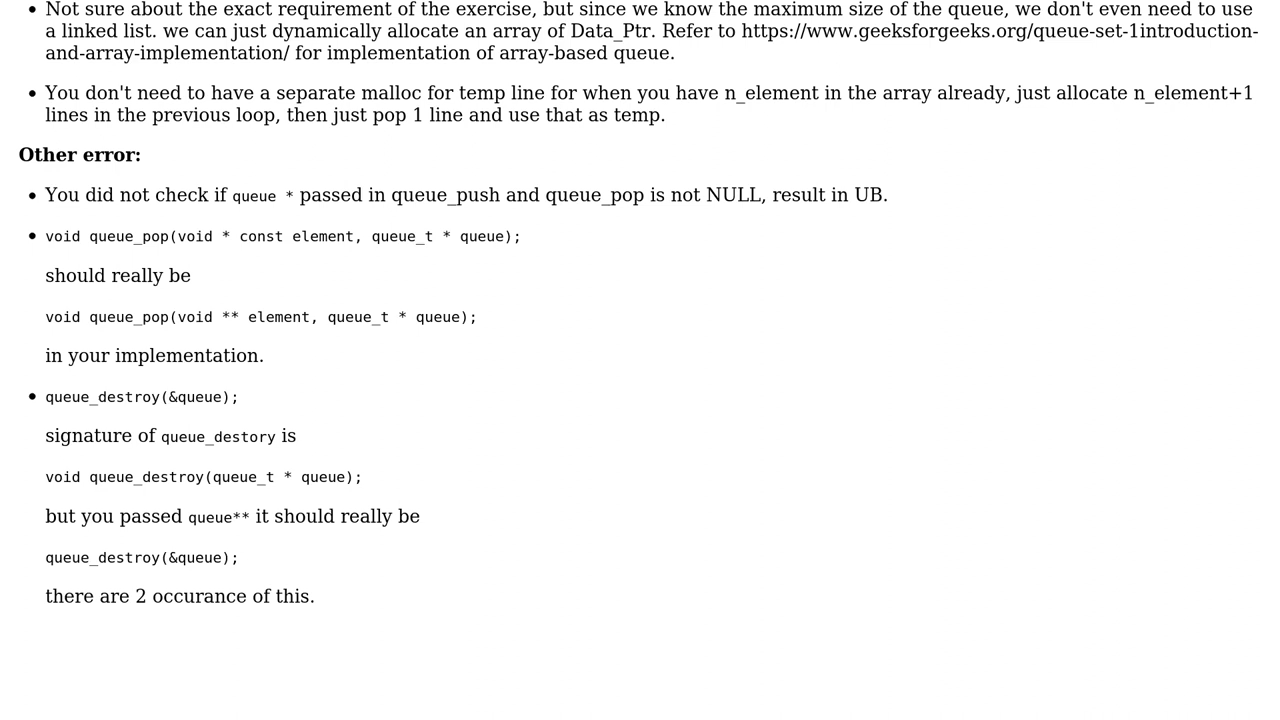 Not sure about the exact requirement of the exercise, but since we know the maximum size of the queue, we don't even need to use
a linked list. we can just dynamically allocate an array of Data_Ptr. Refer to https://www.geeksforgeeks.org/queue-set-1introduction-
and-array-implementation/ for implementation of array-based queue.
You don't need to have a separate malloc for temp line for when you have n_element in the array already, just allocate n_element+1
lines in the previous loop, then just pop 1 line and use that as temp.
Other error:
You did not check if queue * passed in queue_push and queue_pop is not NULL, result in UB.
void queue_pop(void * const element, queue_t * queue);
should really be
void queue_pop(void ** element, queue_t * queue);
in your implementation.
queue_destroy(&queue);
signature of queue_destory is
void queue_destroy(queue_t * queue);
but you passed queue** it should really be
queue_destroy(&queue);
there are 2 occurance of this.